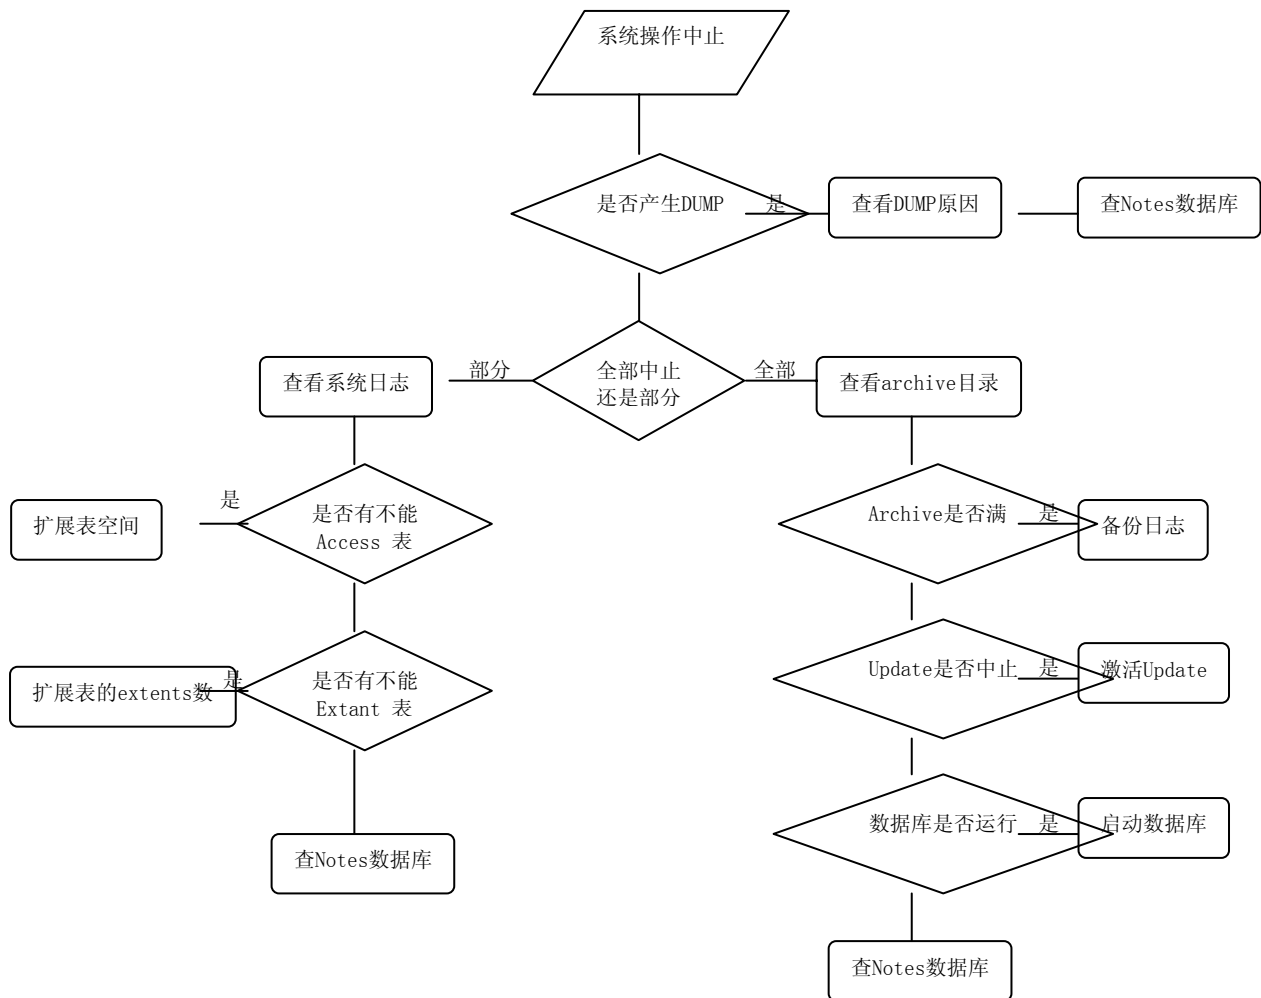 系统操作中止
是否产生DUMP
是
查看DUMP原因
查Notes数据库
查看系统日志
部分
全部中止
还是部分
全部
查看archive目录
扩展表空间
是
是否有不能
Access 表
Archive是否满
是
备份日志
扩展表的extents数
是
是否有不能
Extant 表
Update是否中止
是
激活Update
数据库是否运行
是
启动数据库
查Notes数据库
查Notes数据库